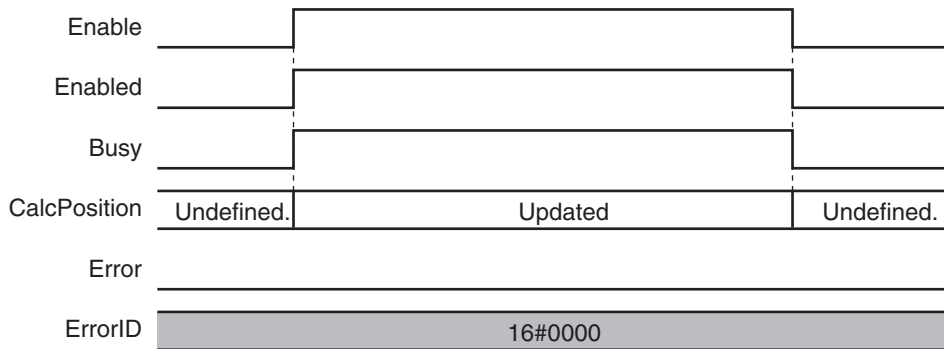 Enable
Enabled
Busy
CalcPosition Undefined. Updated Undefined.
Error
ErrorID 16#0000